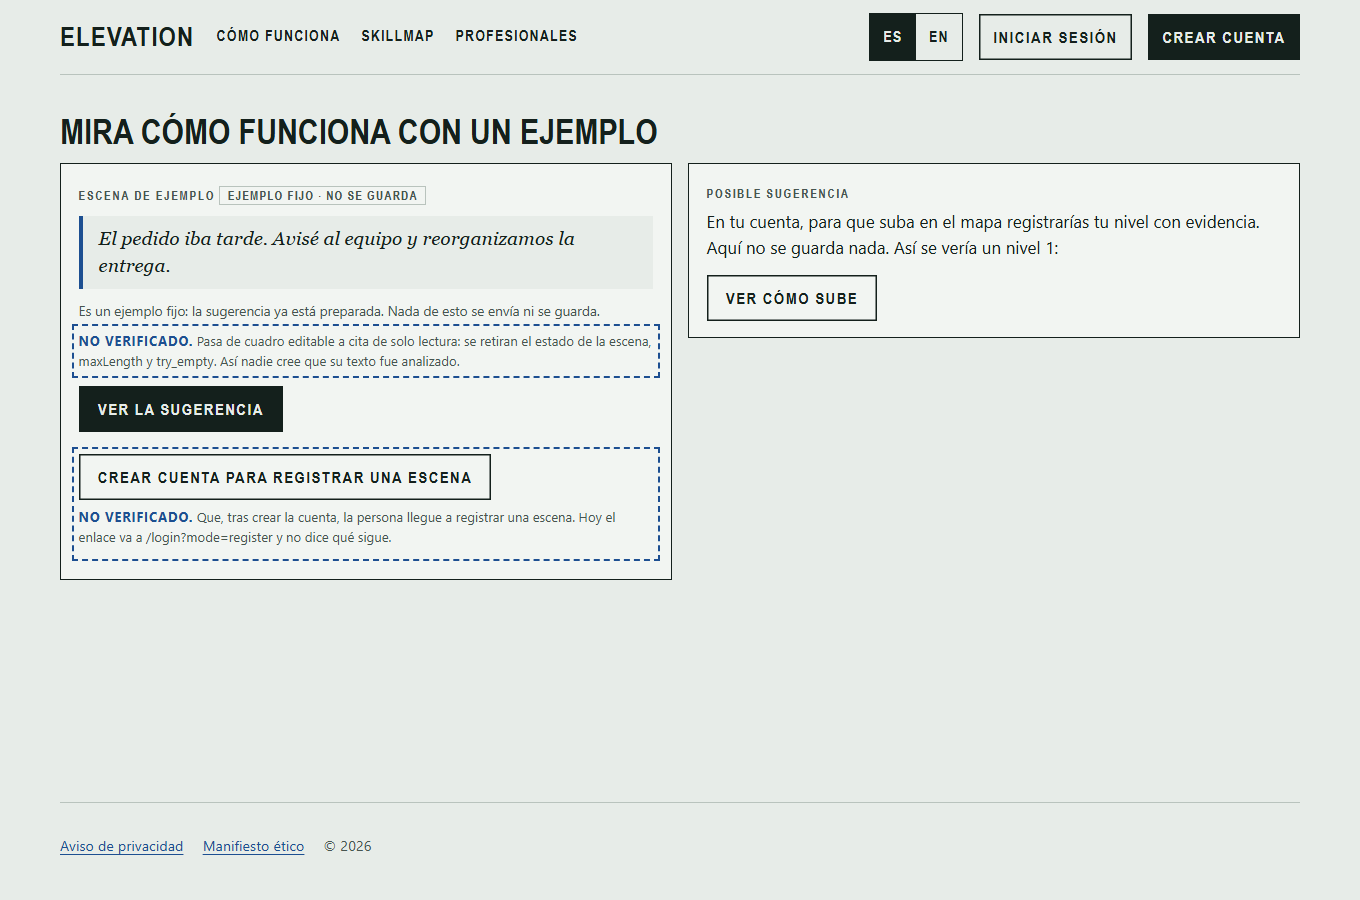 ELEVATION CÓMO FUNCIONA SKILLMAP PROFESIONALES ES EN INICIAR SESIÓN CREAR CUENTA
MIRA CÓMO FUNCIONA CON UN EJEMPLO
ESCENA DE EJEMPLO EJEMPLO FIJO · NO SE GUARDA
El pedido iba tarde. Avisé al equipo y reorganizamos la
entrega.
Es un ejemplo fijo: la sugerencia ya está preparada. Nada de esto se envía ni se guarda.
NO VERIFICADO. Pasa de cuadro editable a cita de solo lectura: se retiran el estado de la escena,
maxLength y try_empty. Así nadie cree que su texto fue analizado.
VER LA SUGERENCIA
CREAR CUENTA PARA REGISTRAR UNA ESCENA
NO VERIFICADO. Que, tras crear la cuenta, la persona llegue a registrar una escena. Hoy el
enlace va a /login?mode=register y no dice qué sigue.
POSIBLE SUGERENCIA
En tu cuenta, para que suba en el mapa registrarías tu nivel con evidencia.
Aquí no se guarda nada. Así se vería un nivel 1:
VER CÓMO SUBE
Aviso de privacidad Manifiesto ético © 2026